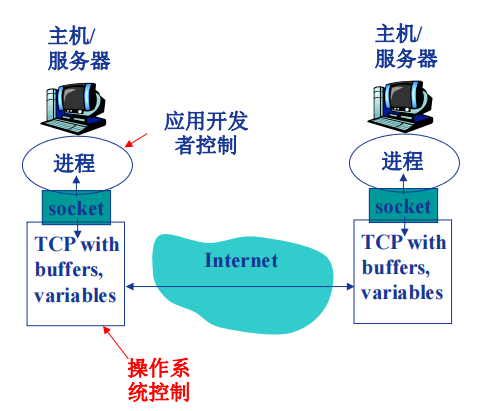 主机/
服务器
进程
socket
TCP with
buffers,
variables
应用开发
者控制
操作系
统控制
Internet
主机/
服务器
进程
socket
TCP with
buffers,
variables